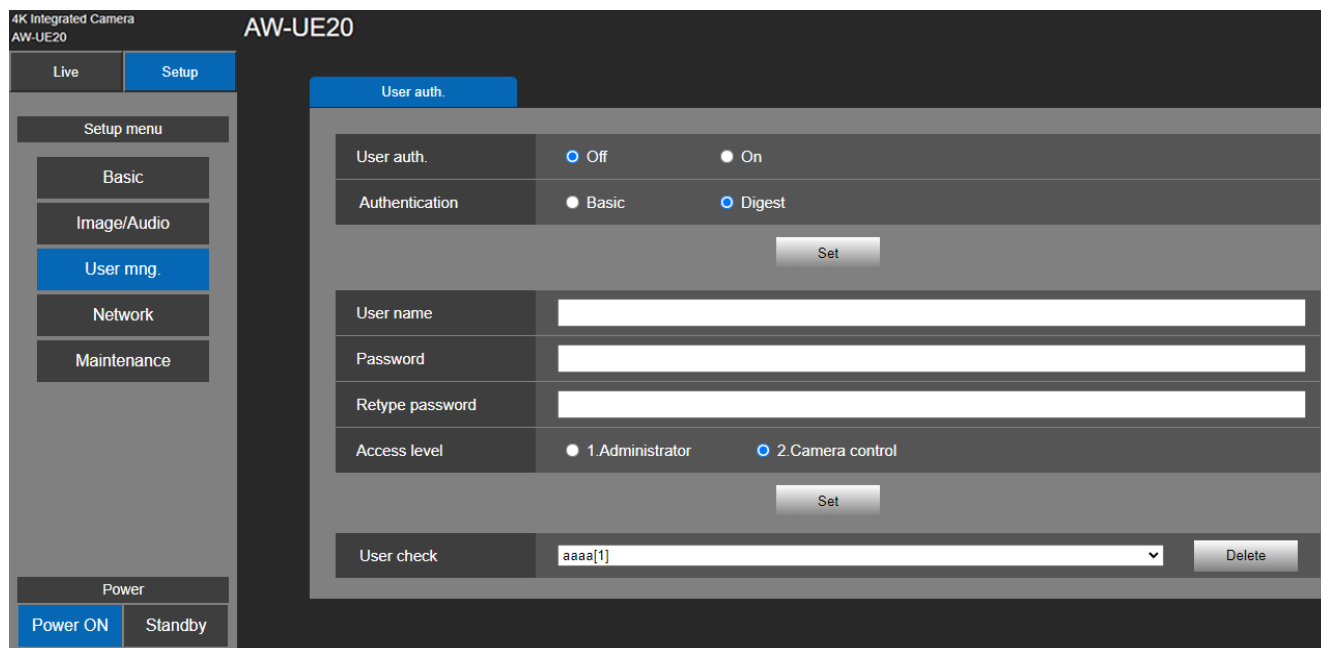 4K Integrated Camera
AW-UE20
AW-UE20
Live Setup
Setup menu
Basic
Image/Audio
User mng.
Network
Maintenance
Power
Power ON Standby
User auth.
User auth. Off On
Authentication Basic Digest
Set
User name
Password
Retype password
Access level 1.Administrator 2.Camera control
Set
User check aaaa[1] Delete